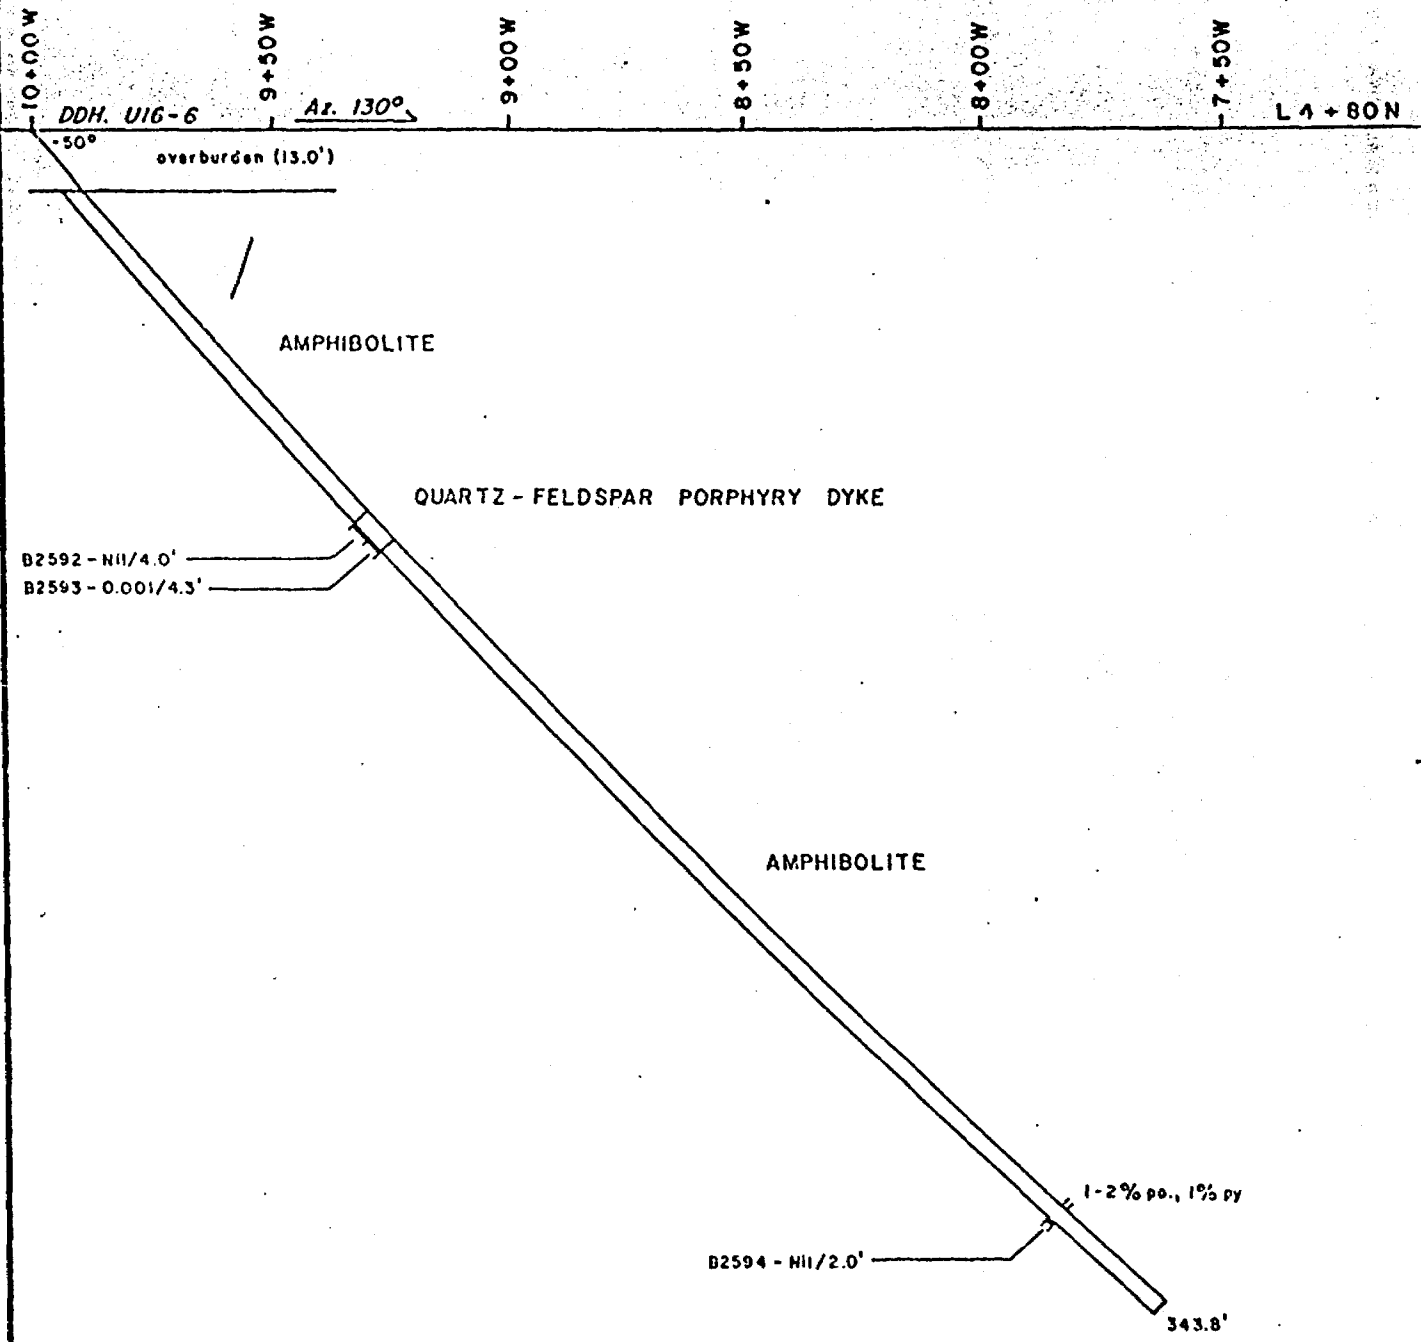 10+00W
9+50W
9+00W
8+50W
8+00W
7+50W
DDH. U16-6
Az. 130°
L 4 + 80 N
-50°
overburden (13.0')
AMPHIBOLITE
QUARTZ - FELDSPAR PORPHYRY DYKE
B2592 - Nil/4.0'
B2593 - 0.001/4.3'
AMPHIBOLITE
1-2% po., 1% py
B2594 - Nil/2.0'
343.8'